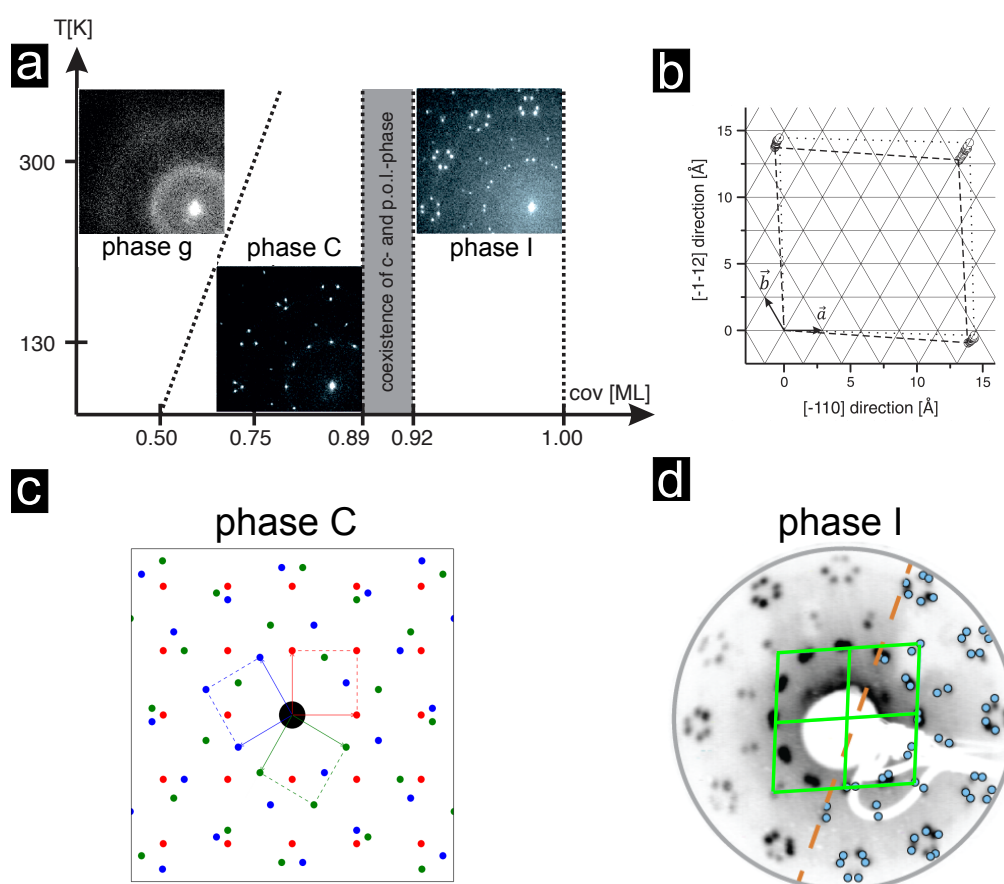 a
T[K]
300
130
phase g
phase C
coexistence of c- and p.o.l.-phase
phase I
cov [ML]
0.50
0.75
0.89
0.92
1.00
b
[-1-12] direction [Å]
15
10
5
0
b⃗
a⃗
0
5
10
15
[-110] direction [Å]
c
phase C
d
phase I